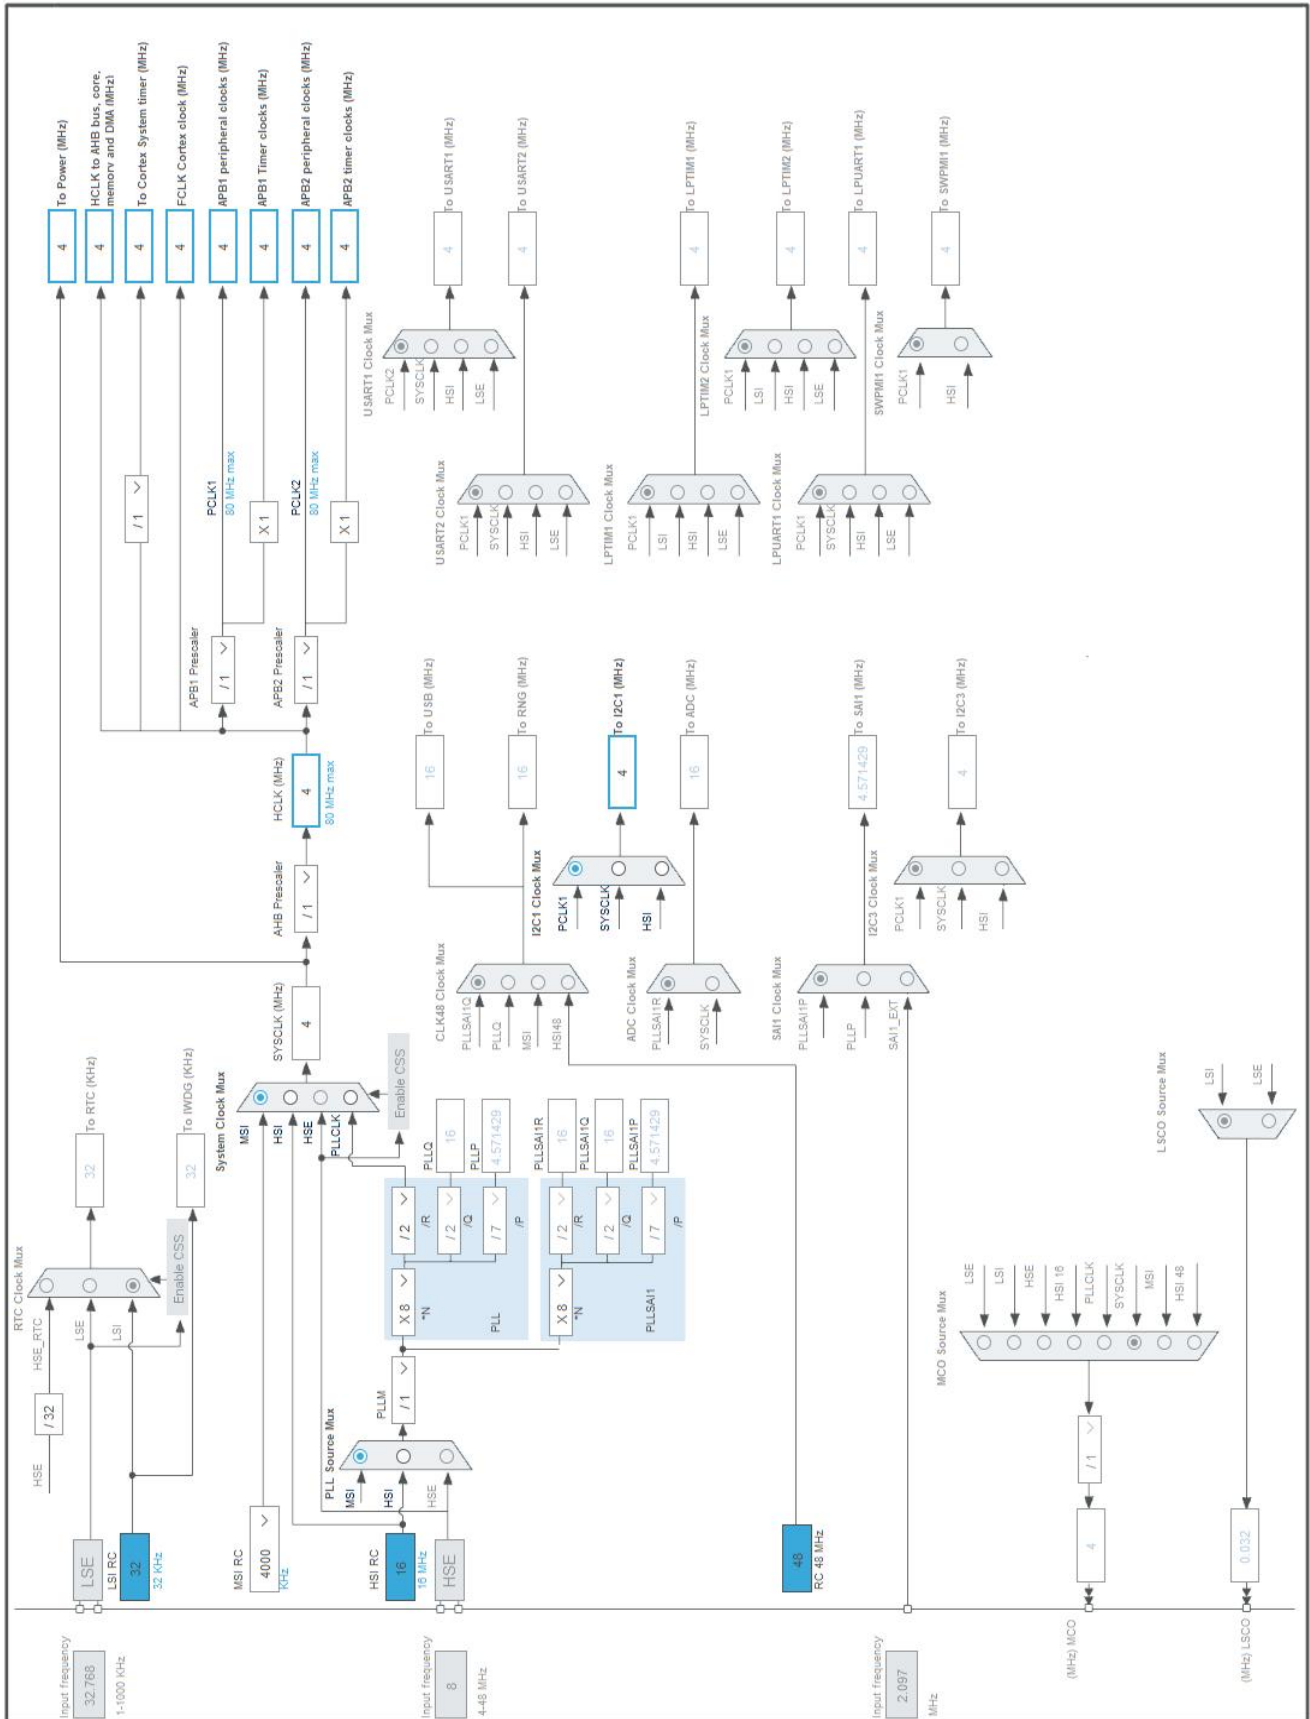 Input frequency
32.768
1-1000 KHz
LSE
LSI RC
32
32 KHz
HSE
/ 32
HSE_RTC
LSE
LSI
RTC Clock Mux
Enable CSS
32
To RTC (KHz)
32
To IWDG (KHz)
MSI RC
4000
KHz
HSI RC
16
16 MHz
Input frequency
8
4-48 MHz
HSE
PLL Source Mux
MSI
HSI
HSE
PLLM
/ 1
X 8
*N
PLL
/ 2
/R
/ 2
/Q
/ 7
/P
PLLQ
16
PLLP
4.571429
X 8
*N
PLLSAI1
/ 2
/R
/ 2
/Q
/ 7
/P
PLLSAI1R
16
PLLSAI1Q
16
PLLSAI1P
4.571429
System Clock Mux
MSI
HSI
HSE
PLLCLK
Enable CSS
SYSCLK (MHz)
4
AHB Prescaler
/ 1
HCLK (MHz)
4
80 MHz max
APB1 Prescaler
/ 1
APB2 Prescaler
/ 1
/ 1
PCLK1
80 MHz max
X 1
PCLK2
80 MHz max
X 1
4
To Power (MHz)
4
HCLK to AHB bus, core,
memory and DMA (MHz)
4
To Cortex System timer (MHz)
4
FCLK Cortex clock (MHz)
4
APB1 peripheral clocks (MHz)
4
APB1 Timer clocks (MHz)
4
APB2 peripheral clocks (MHz)
4
APB2 timer clocks (MHz)
RC 48 MHz
48
CLK48 Clock Mux
PLLSAI1Q
PLLQ
MSI
HSI48
16
To USB (MHz)
16
To RNG (MHz)
I2C1 Clock Mux
PCLK1
SYSCLK
HSI
4
To I2C1 (MHz)
ADC Clock Mux
PLLSAI1R
SYSCLK
16
To ADC (MHz)
SAI1 Clock Mux
PLLSAI1P
PLLP
SAI1_EXT
4.571429
To SAI1 (MHz)
I2C3 Clock Mux
PCLK1
SYSCLK
HSI
4
To I2C3 (MHz)
USART1 Clock Mux
PCLK2
SYSCLK
HSI
LSE
4
To USART1 (MHz)
USART2 Clock Mux
PCLK1
SYSCLK
HSI
LSE
4
To USART2 (MHz)
LPTIM1 Clock Mux
PCLK1
LSI
HSI
LSE
4
To LPTIM1 (MHz)
LPTIM2 Clock Mux
PCLK1
LSI
HSI
LSE
4
To LPTIM2 (MHz)
LPUART1 Clock Mux
PCLK1
SYSCLK
HSI
LSE
4
To LPUART1 (MHz)
SWPMI1 Clock Mux
PCLK1
HSI
4
To SWPMI1 (MHz)
Input frequency
2.097
MHz
(MHz) MCO
4
/ 1
MCO Source Mux
LSE
LSI
HSE
HSI 16
PLLCLK
SYSCLK
MSI
HSI 48
(MHz) LSCO
0.032
LSCO Source Mux
LSI
LSE